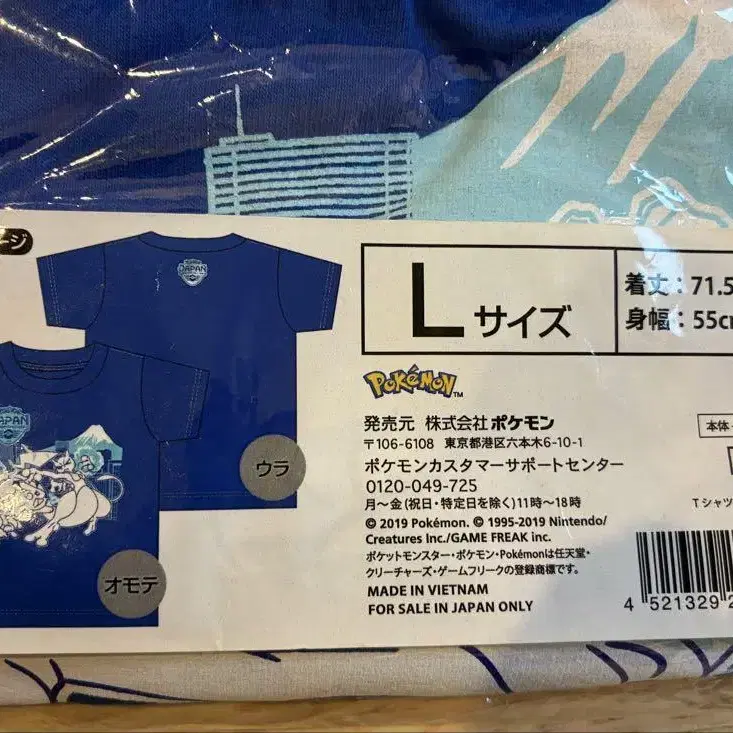 ージ
JAPAN
JAPAN
ウラ
オモテ
Lサイズ
着丈：71.5
身幅：55cm
Pokémon™
発売元 株式会社ポケモン
〒106-6108 東京都港区六本木6-10-1
ポケモンカスタマーサポートセンター
0120-049-725
月～金(祝日・特定日を除く)11時～18時
© 2019 Pokémon. © 1995-2019 Nintendo/
Creatures Inc./GAME FREAK inc.
ポケットモンスター・ポケモン・Pokémonは任天堂・
クリーチャーズ・ゲームフリークの登録商標です。
MADE IN VIETNAM
FOR SALE IN JAPAN ONLY
本体
Tシャツ
4 521329 2